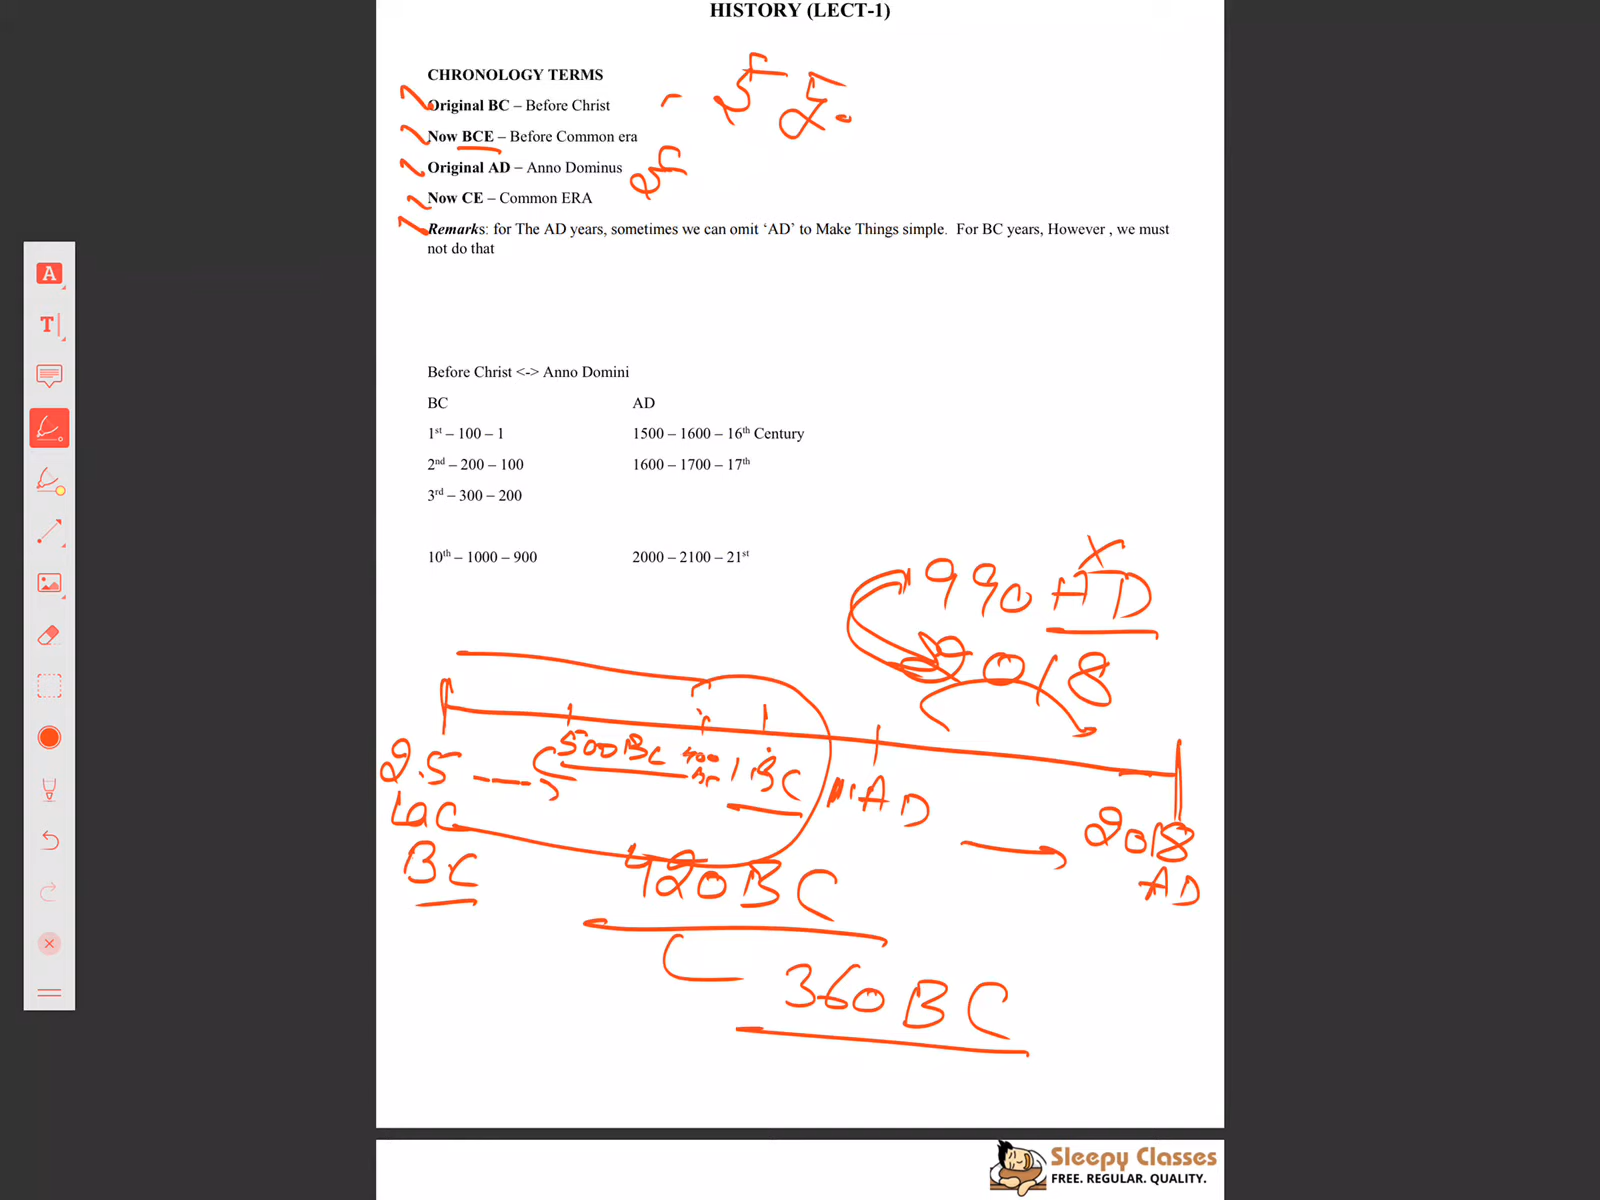 HISTORY (LECT-1)
CHRONOLOGY TERMS
Original BC – Before Christ
Now BCE – Before Common era
Original AD – Anno Dominus
Now CE – Common ERA
Remarks: for The AD years, sometimes we can omit ‘AD’ to Make Things simple. For BC years, However , we must
not do that
Before Christ <-> Anno Domini
BC AD
1st – 100 – 1 1500 – 1600 – 16th Century
2nd – 200 – 100 1600 – 1700 – 17th
3rd – 300 – 200
10th – 1000 – 900 2000 – 2100 – 21st
990 AD
2018
500 BC 400 1 BC
2.5 1 AD
Lac 2018
BC AD
420 BC
360 BC
Sleepy Classes
FREE. REGULAR. QUALITY.
A
T